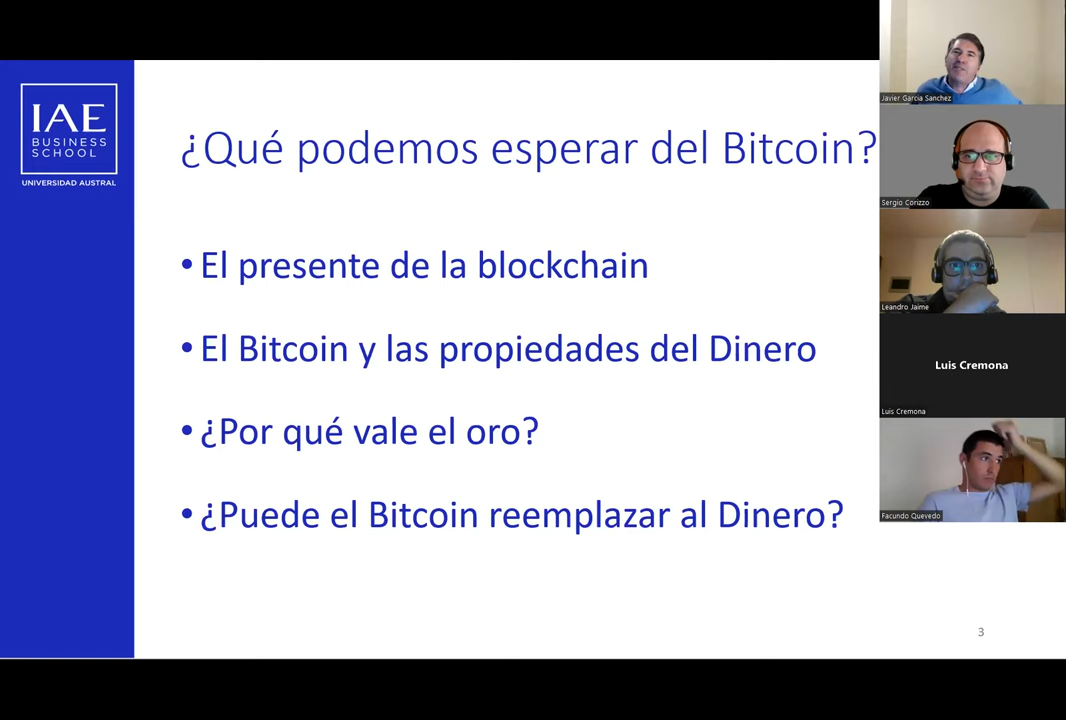 IAE
BUSINESS
SCHOOL
UNIVERSIDAD AUSTRAL
¿Qué podemos esperar del Bitcoin?
• El presente de la blockchain
• El Bitcoin y las propiedades del Dinero
• ¿Por qué vale el oro?
• ¿Puede el Bitcoin reemplazar al Dinero?
3
Javier Garcia Sanchez
Sergio Corizzo
Leandro Jaime
Luis Cremona
Luis Cremona
Facundo Quevedo